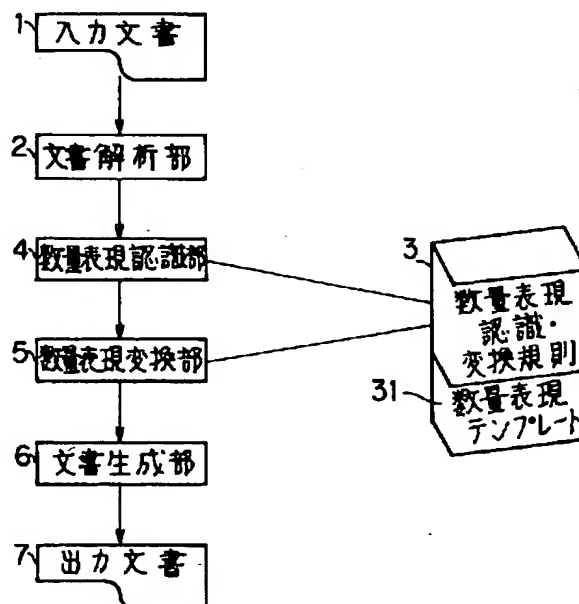 1
入力文書
2
文書解析部
4
数量表現認識部
5
数量表現変換部
6
文書生成部
7
出力文書
3
数量表現
認識・
変換規則
31
数量表現
テンプレート